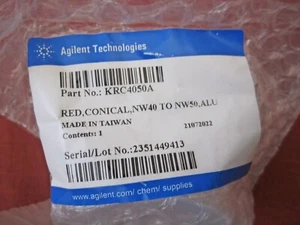 Agilent Technologies
Part No.: KRC4050A
RED,CONICAL,NW40 TO NW50,ALU
MADE IN TAIWAN 21072022
Contents: 1
Serial/Lot No.:2351449413
www.agilent.com/ chem/ supplies